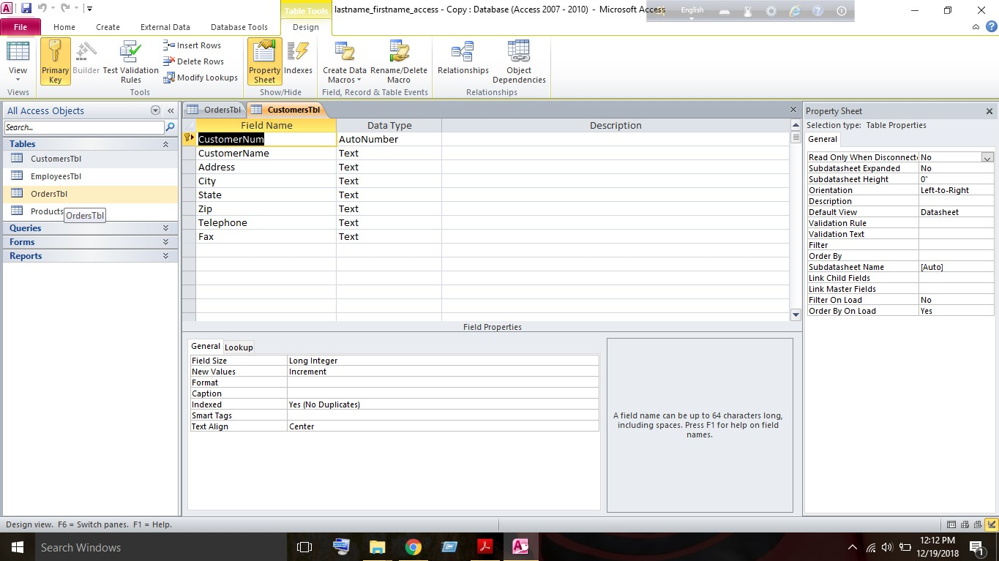 Table Tools
lastname_firstname_access - Copy : Database (Access 2007 - 2010) - Microsoft Access
English
File
Home
Create
External Data
Database Tools
Design
View
Primary Key
Builder
Test Validation Rules
Insert Rows
Delete Rows
Modify Lookups
Property Sheet
Indexes
Create Data Macros
Rename/Delete Macro
Relationships
Object Dependencies
Views
Tools
Show/Hide
Field, Record & Table Events
Relationships
All Access Objects
Search...
Tables
CustomersTbl
EmployeesTbl
OrdersTbl
Products
OrdersTbl
Queries
Forms
Reports
OrdersTbl
CustomersTbl
Field Name Data Type Description
CustomerNum AutoNumber
CustomerName Text
Address Text
City Text
State Text
Zip Text
Telephone Text
Fax Text
Field Properties
General Lookup
Field Size Long Integer
New Values Increment
Format
Caption
Indexed Yes (No Duplicates)
Smart Tags
Text Align Center
A field name can be up to 64 characters long,
including spaces. Press F1 for help on field
names.
Property Sheet
Selection type: Table Properties
General
Read Only When Disconnecte No
Subdatasheet Expanded No
Subdatasheet Height 0"
Orientation Left-to-Right
Description
Default View Datasheet
Validation Rule
Validation Text
Filter
Order By
Subdatasheet Name [Auto]
Link Child Fields
Link Master Fields
Filter On Load No
Order By On Load Yes
Design view. F6 = Switch panes. F1 = Help.
Search Windows
12:12 PM
12/19/2018
1